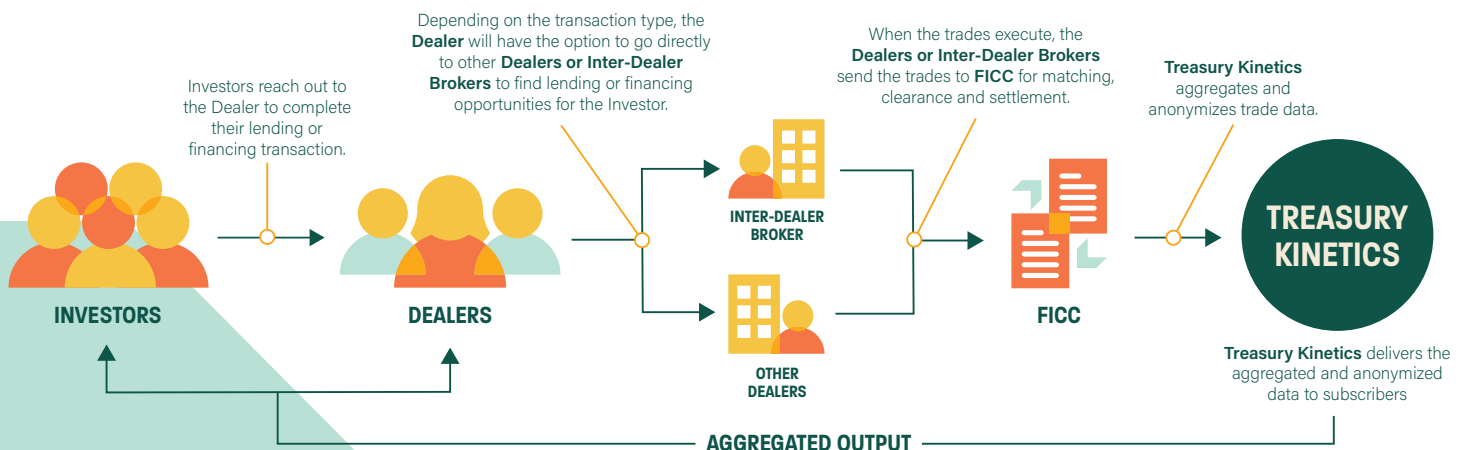 Investors reach out to
the Dealer to complete
their lending or
financing transaction.
Depending on the transaction type, the
Dealer will have the option to go directly
to other Dealers or Inter-Dealer
Brokers to find lending or financing
opportunities for the Investor.
When the trades execute, the
Dealers or Inter-Dealer Brokers
send the trades to FICC for matching,
clearance and settlement.
Treasury Kinetics
aggregates and
anonymizes trade data.
INVESTORS
DEALERS
INTER-DEALER
BROKER
OTHER
DEALERS
FICC
TREASURY
KINETICS
Treasury Kinetics delivers the
aggregated and anonymized
data to subscribers
AGGREGATED OUTPUT